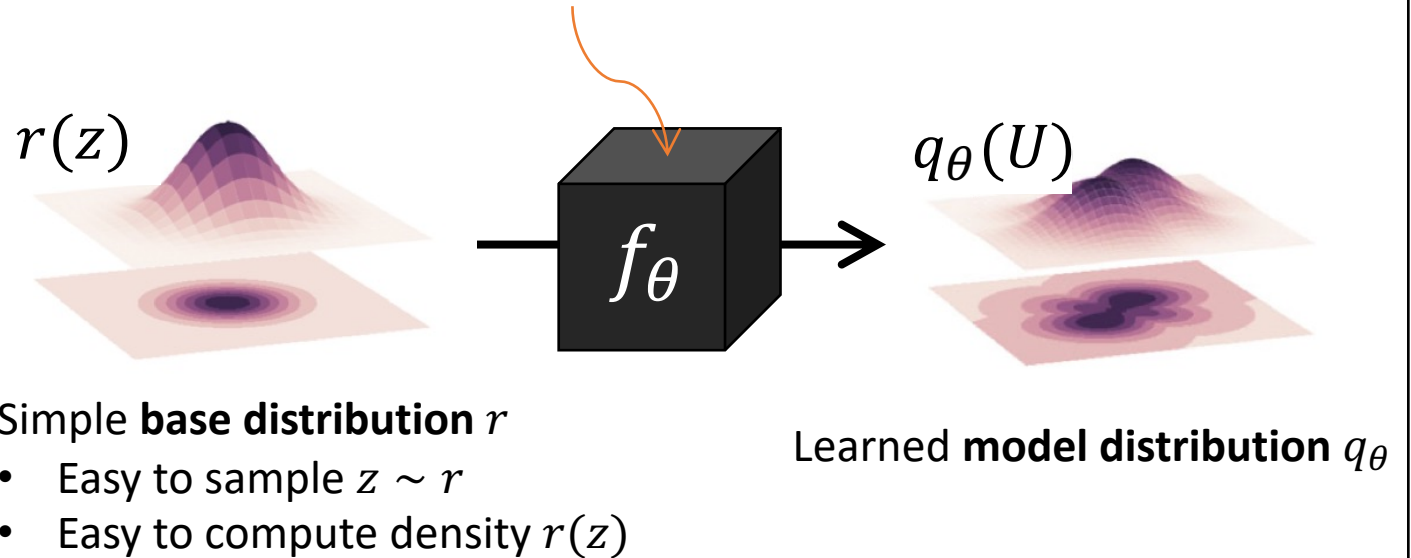 r(z)
f_θ
q_θ(U)
Simple base distribution r
• Easy to sample z ~ r
• Easy to compute density r(z)
Learned model distribution q_θ